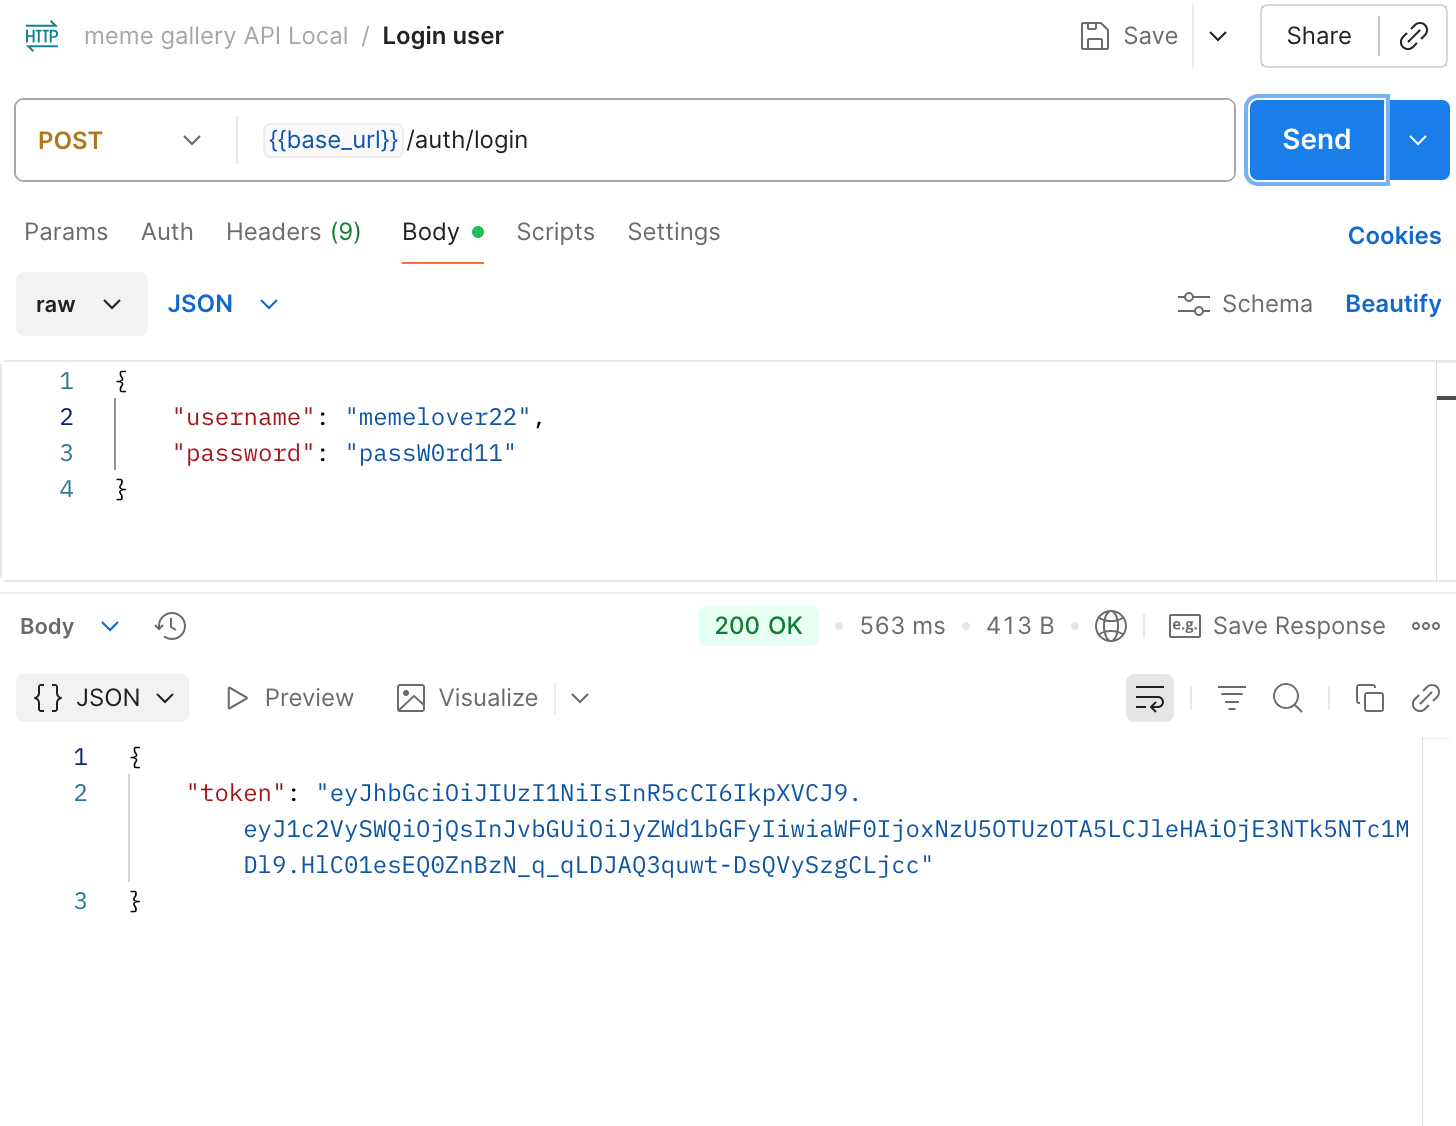 HTTP meme gallery API Local / Login user Save Share
POST {{base_url}}/auth/login Send
Params Auth Headers (9) Body Scripts Settings Cookies
raw JSON Schema Beautify
1 {
2 "username": "memelover22",
3 "password": "passW0rd11"
4 }
Body 200 OK • 563 ms • 413 B • e.g. Save Response
{} JSON Preview Visualize
1 {
2 "token": "eyJhbGciOiJIUzI1NiIsInR5cCI6IkpXVCJ9.
eyJ1c2VySWQiOjQsInJvbGUiOiJyZWd1bGFyIiwiaWF0IjoxNzU5OTUzOTA5LCJleHAiOjE3NTk5NTc1M
Dl9.HlC01esEQ0ZnBzN_q_qLDJAQ3quwt-DsQVySzgCLjcc"
3 }